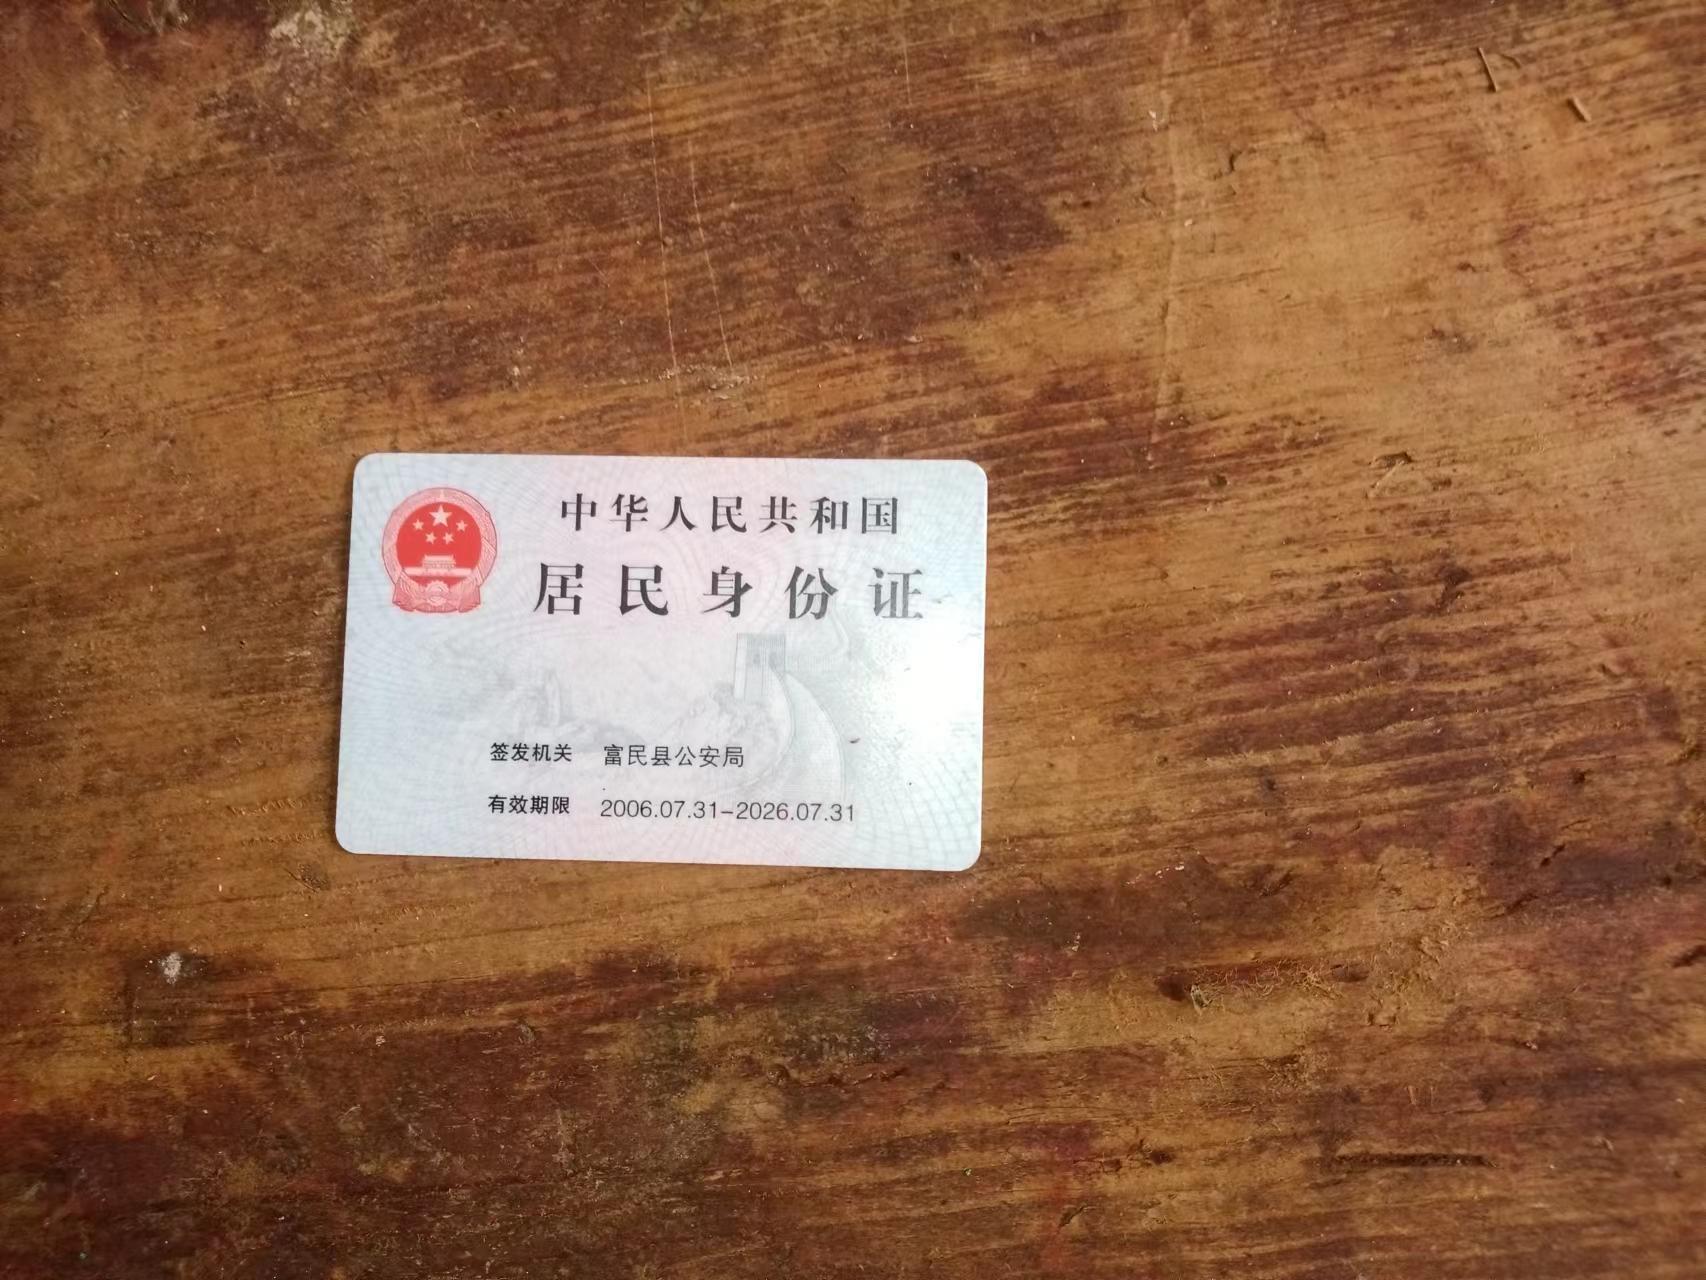 中华人民共和国
居民身份证
签发机关 富民县公安局
有效期限 2006.07.31-2026.07.31